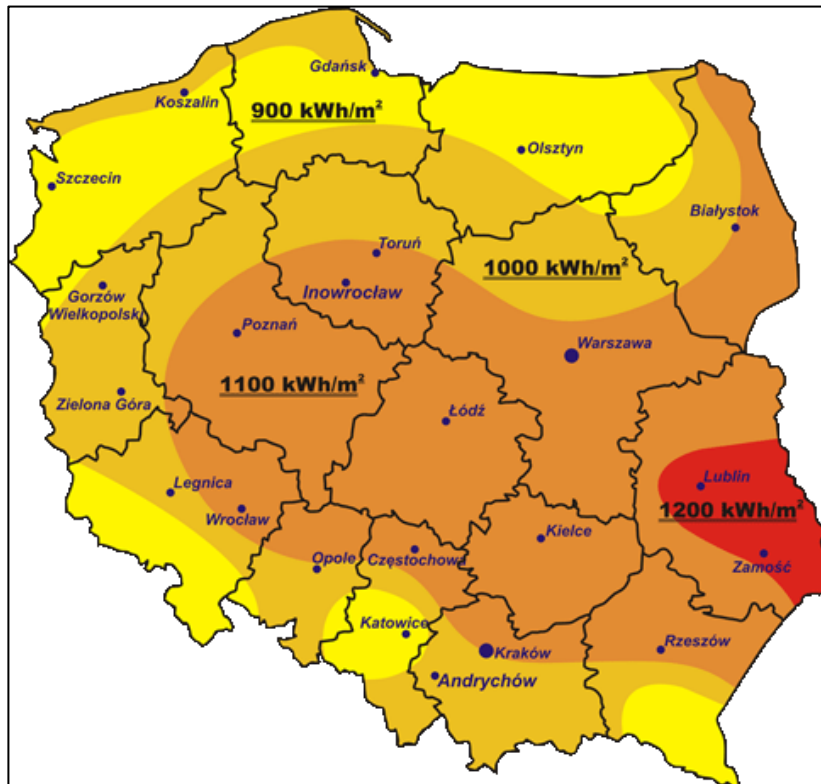 Gdańsk
Koszalin
900 kWh/m²
Olsztyn
Szczecin
Białystok
Toruń
1000 kWh/m²
Inowrocław
Gorzów
Wielkopolski
Poznań
Warszawa
1100 kWh/m²
Zielona Góra
Łódź
Legnica
Lublin
Wrocław
1200 kWh/m²
Kielce
Opole
Częstochowa
Zamość
Katowice
Kraków
Rzeszów
Andrychów